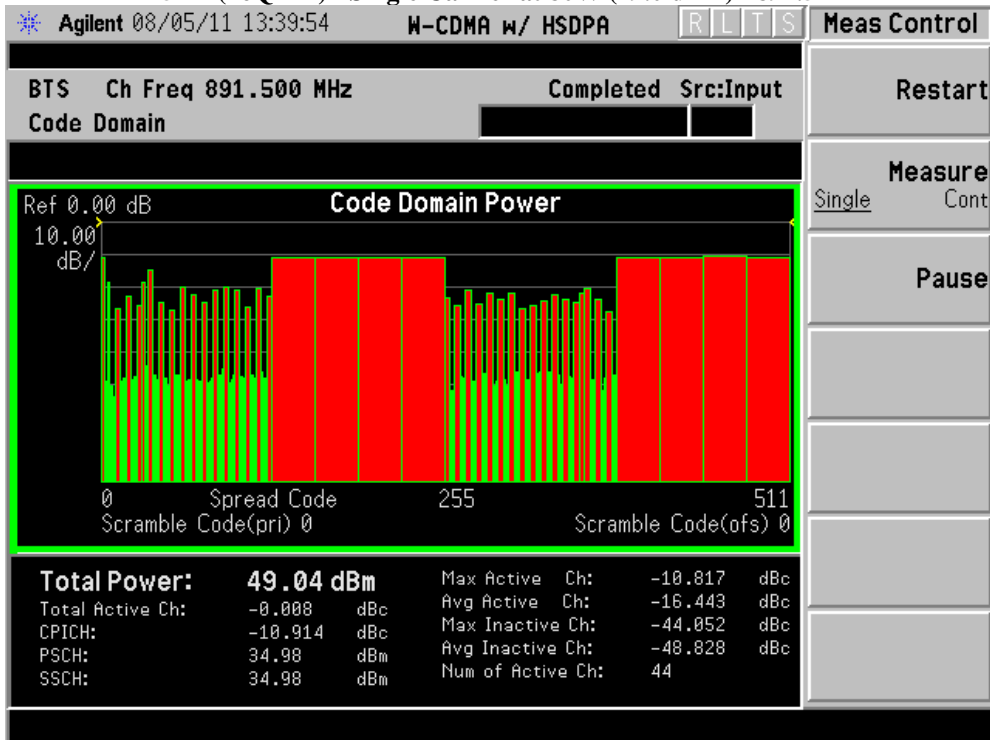 Agilent 08/05/11 13:39:54 W-CDMA w/ HSDPA R L T S Meas Control
BTS Ch Freq 891.500 MHz Completed Src:Input
Code Domain
Restart
Measure
Single Cont
Pause
Ref 0.00 dB Code Domain Power
10.00
dB/
0 Spread Code 255 511
Scramble Code(pri) 0 Scramble Code(ofs) 0
Total Power: 49.04 dBm
Total Active Ch: -0.008 dBc
CPICH: -10.914 dBc
PSCH: 34.98 dBm
SSCH: 34.98 dBm
Max Active Ch: -10.817 dBc
Avg Active Ch: -16.443 dBc
Max Inactive Ch: -44.052 dBc
Avg Inactive Ch: -48.828 dBc
Num of Active Ch: 44